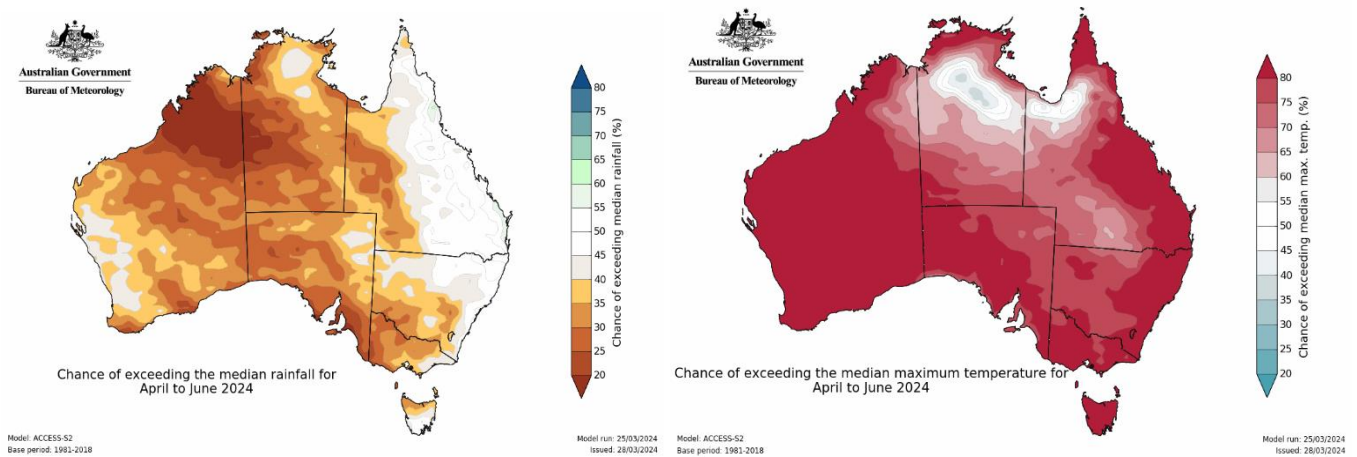 Australian Government
Bureau of Meteorology
80
75
70
65
60
55
50
45
40
35
30
25
20
Chance of exceeding median rainfall (%)
Chance of exceeding the median rainfall for
April to June 2024
Model: ACCESS-S2
Base period: 1981-2018
Model run: 25/03/2024
Issued: 28/03/2024
Australian Government
Bureau of Meteorology
80
75
70
65
60
55
50
45
40
35
30
25
20
Chance of exceeding median max. temp. (%)
Chance of exceeding the median maximum temperature for
April to June 2024
Model: ACCESS-S2
Base period: 1981-2018
Model run: 25/03/2024
Issued: 28/03/2024